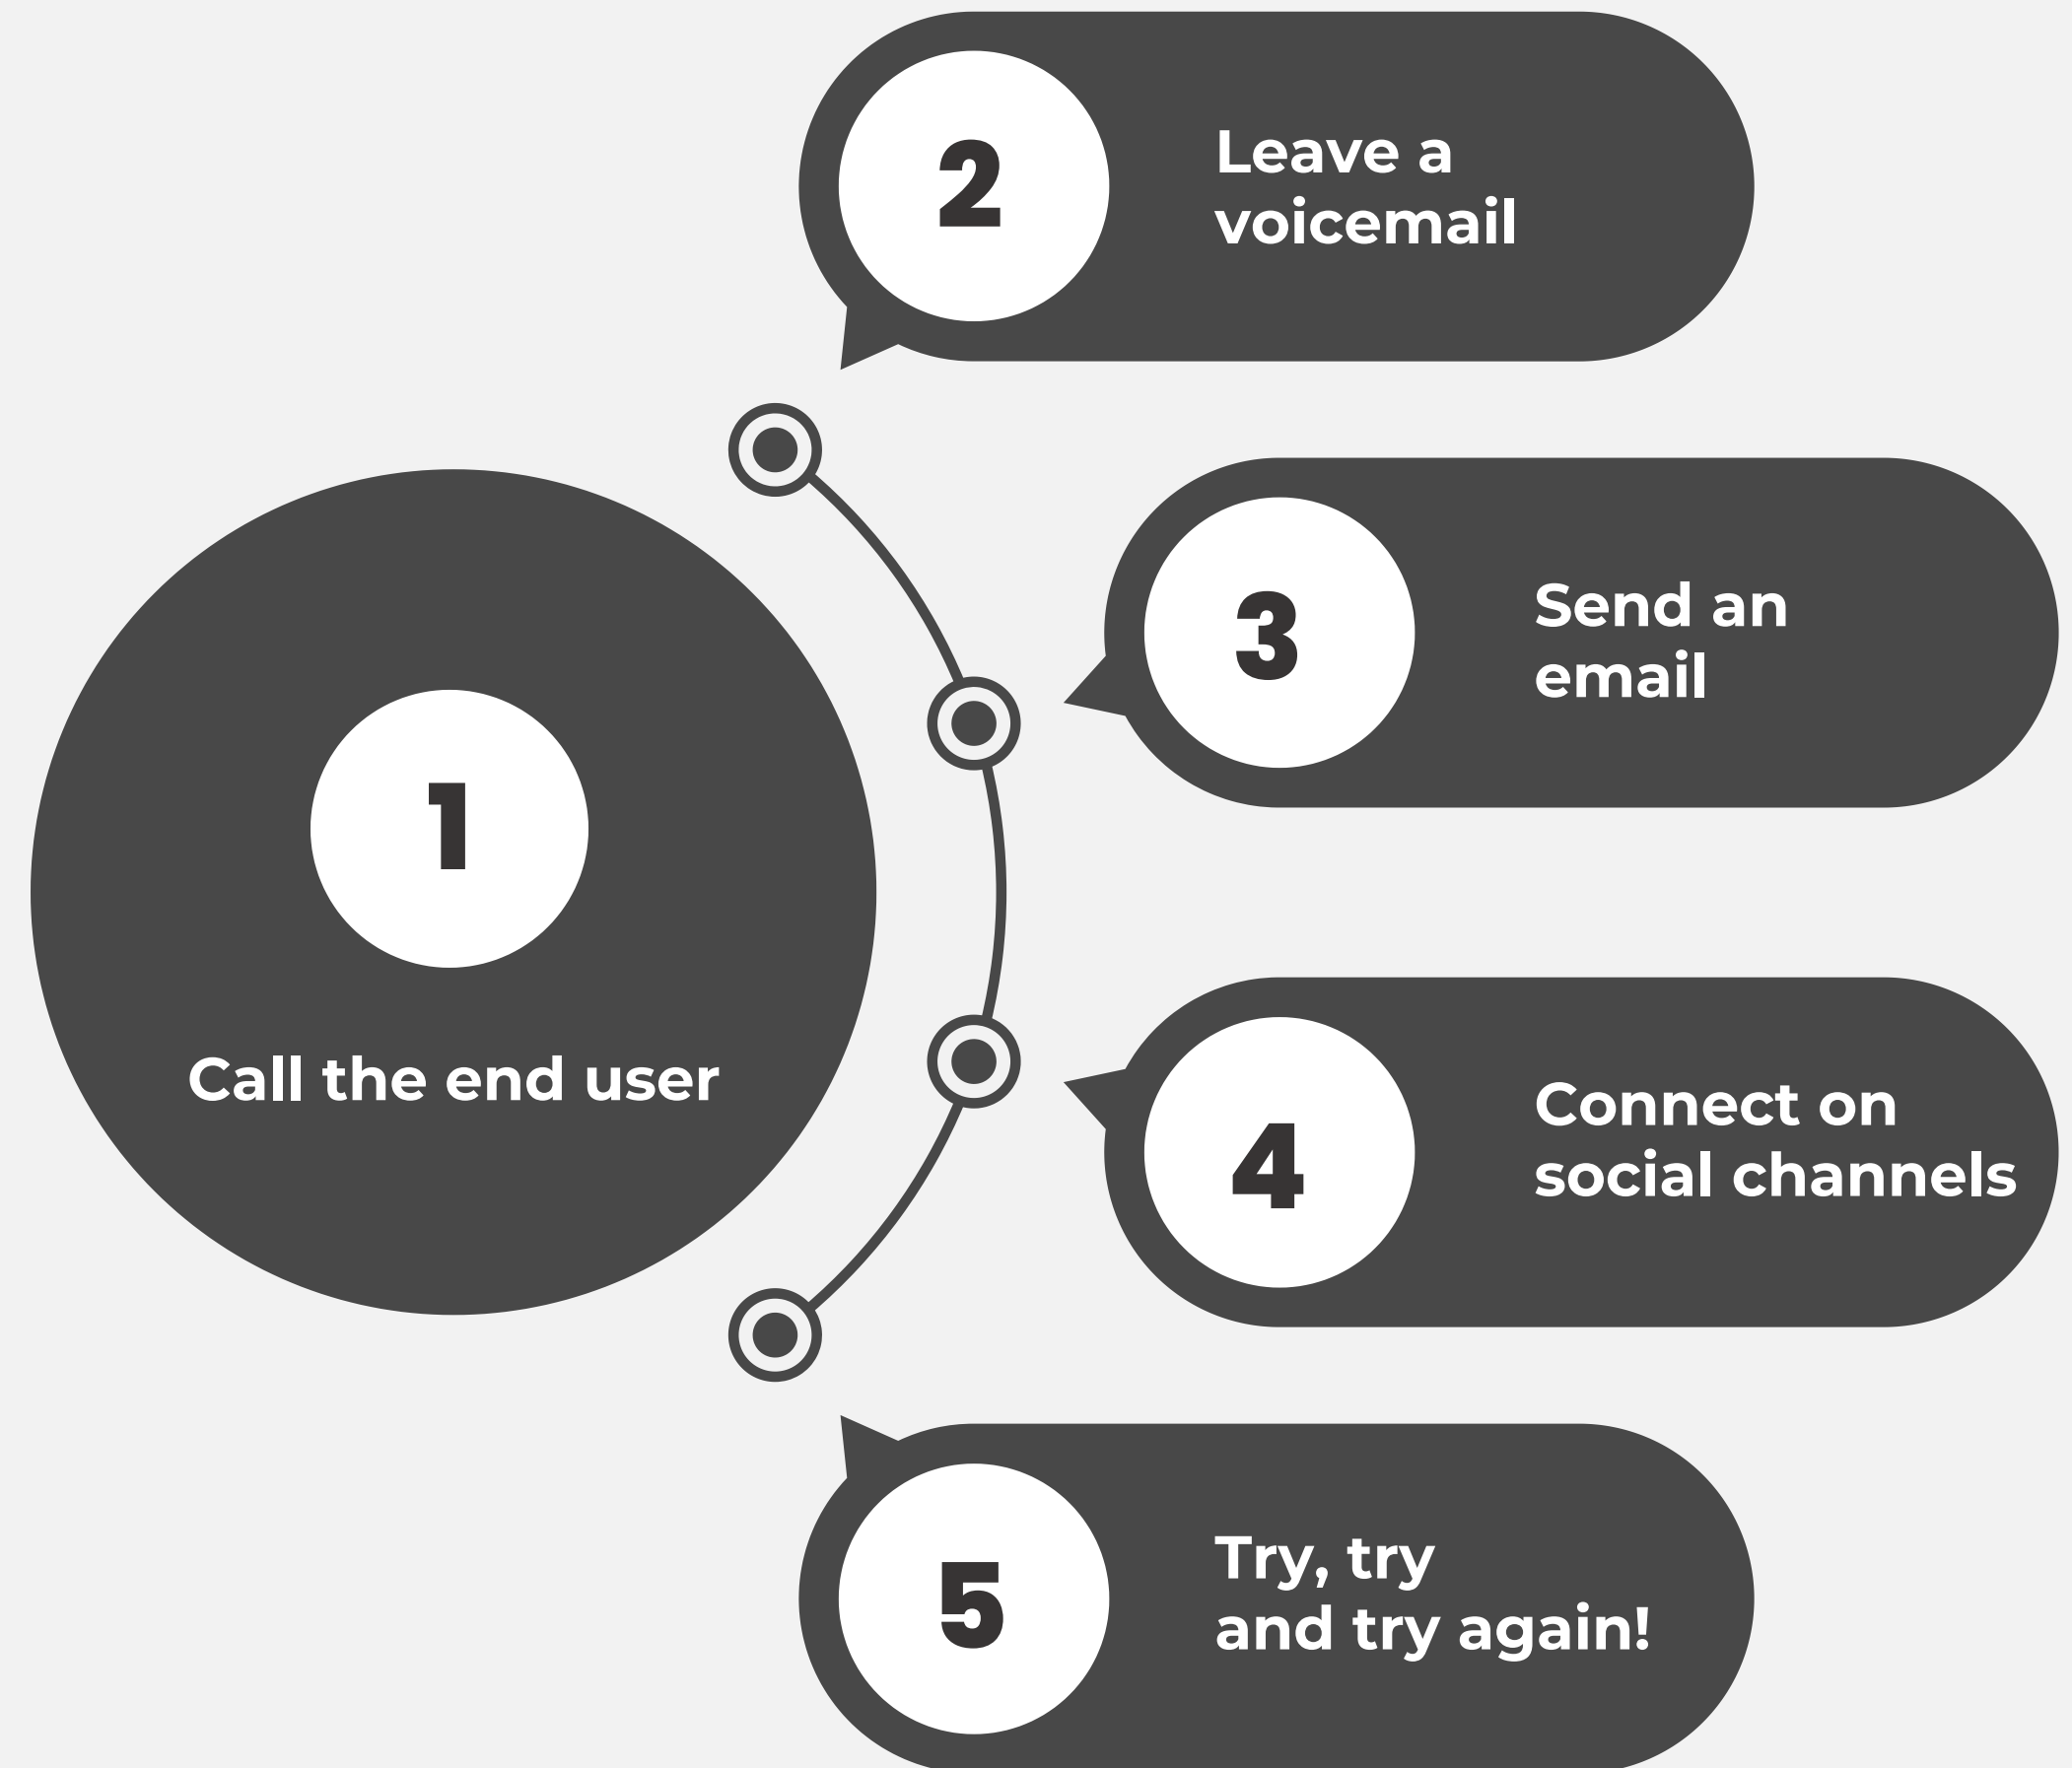 1
Call the end user
2
Leave a
voicemail
3
Send an
email
4
Connect on
social channels
5
Try, try
and try again!